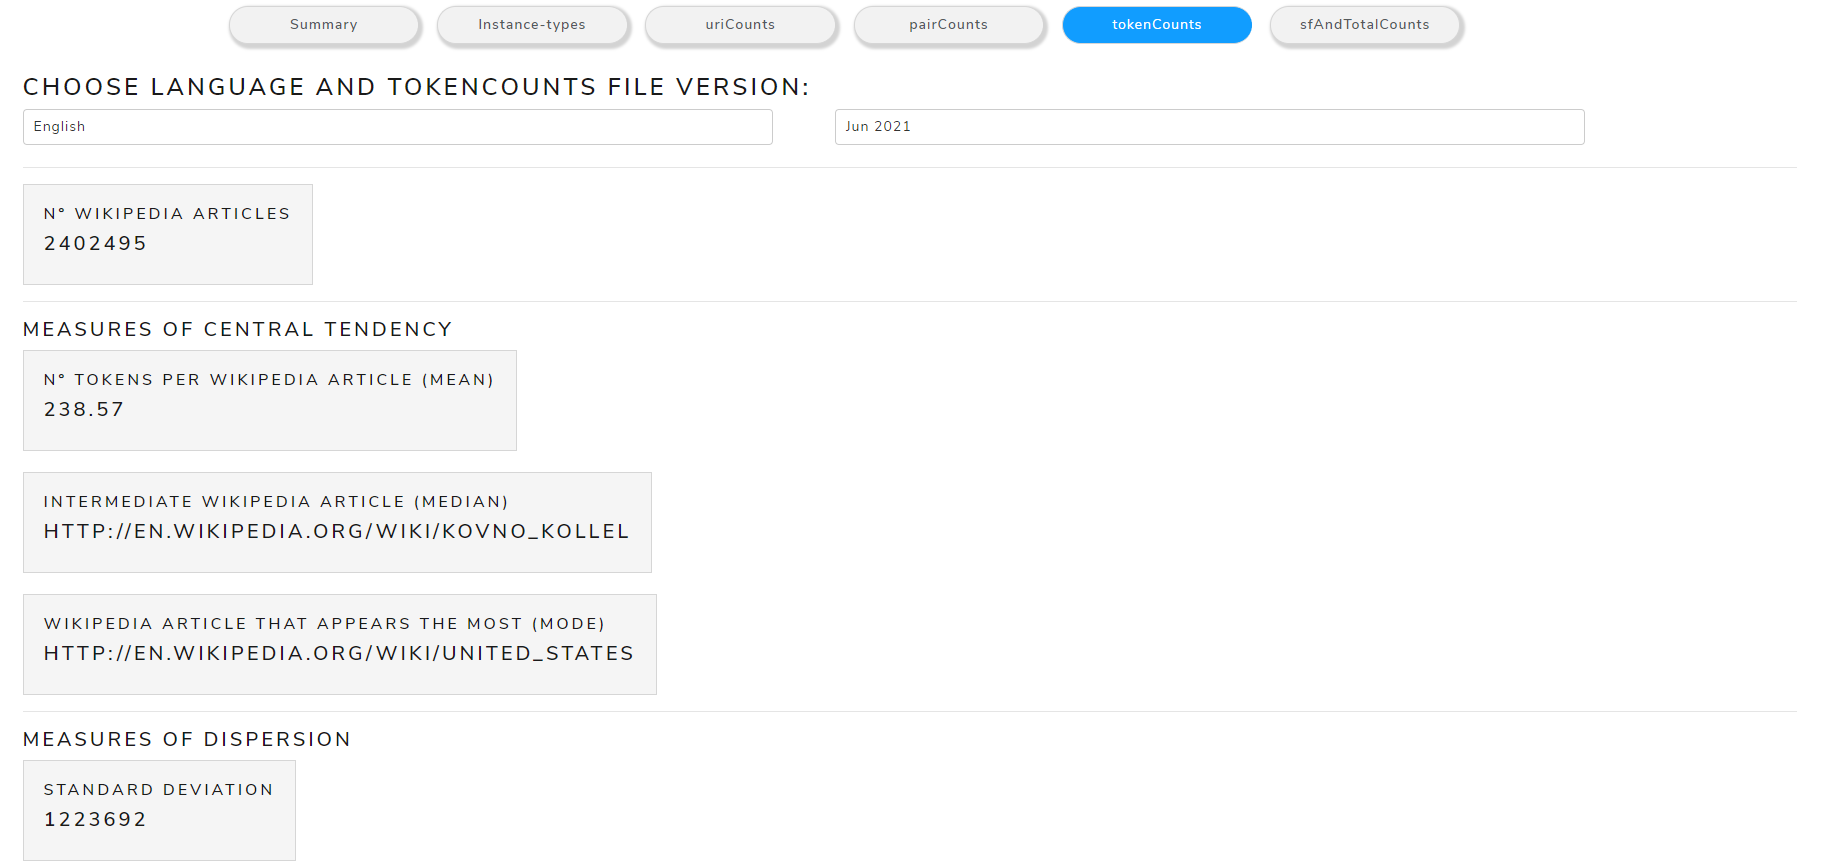 Summary
Instance-types
uriCounts
pairCounts
tokenCounts
sfAndTotalCounts
CHOOSE LANGUAGE AND TOKENCOUNTS FILE VERSION:
English
Jun 2021
N° WIKIPEDIA ARTICLES
2402495
MEASURES OF CENTRAL TENDENCY
N° TOKENS PER WIKIPEDIA ARTICLE (MEAN)
238.57
INTERMEDIATE WIKIPEDIA ARTICLE (MEDIAN)
HTTP://EN.WIKIPEDIA.ORG/WIKI/KOVNO_KOLLEL
WIKIPEDIA ARTICLE THAT APPEARS THE MOST (MODE)
HTTP://EN.WIKIPEDIA.ORG/WIKI/UNITED_STATES
MEASURES OF DISPERSION
STANDARD DEVIATION
1223692